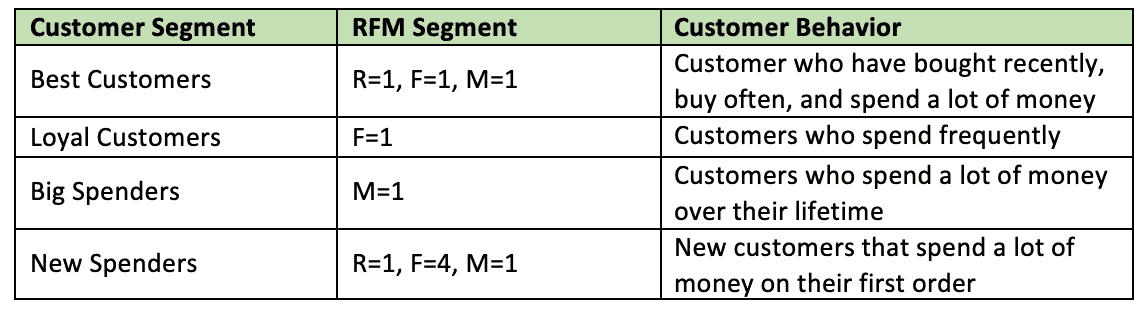 Customer Segment RFM Segment Customer Behavior
Best Customers R=1, F=1, M=1 Customer who have bought recently,
buy often, and spend a lot of money
Loyal Customers F=1 Customers who spend frequently
Big Spenders M=1 Customers who spend a lot of money
over their lifetime
New Spenders R=1, F=4, M=1 New customers that spend a lot of
money on their first order